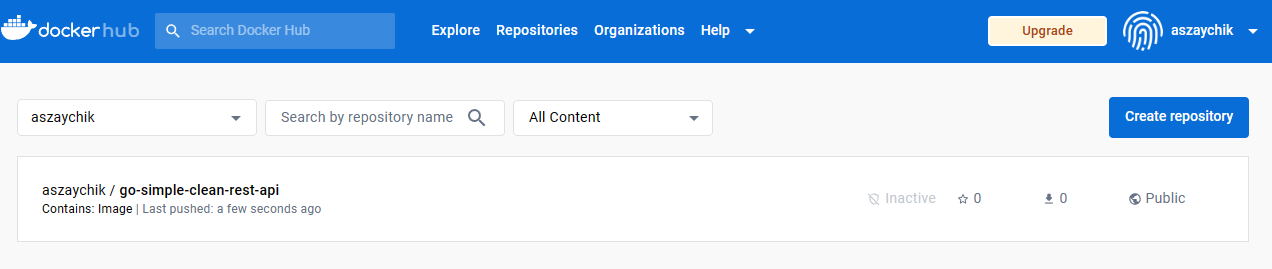 dockerhub Search Docker Hub Explore Repositories Organizations Help Upgrade aszaychik
aszaychik Search by repository name All Content Create repository
aszaychik / go-simple-clean-rest-api
Contains: Image | Last pushed: a few seconds ago
Inactive 0 0 Public